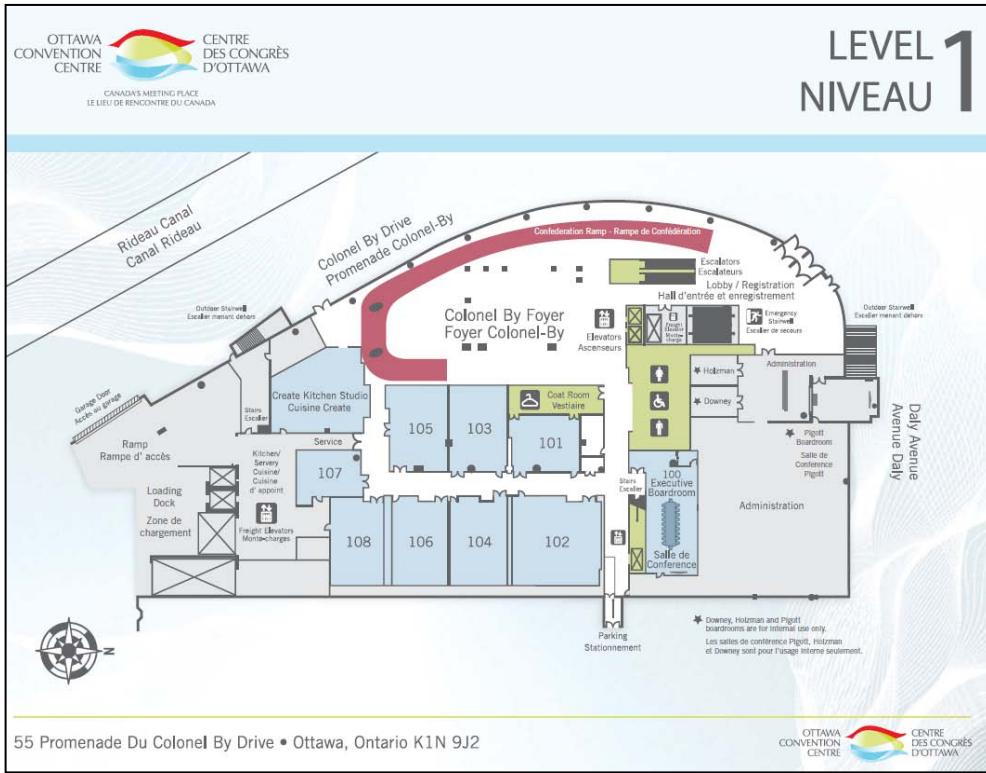 OTTAWA
CONVENTION
CENTRE
CENTRE
DES CONGRÈS
D'OTTAWA
CANADA'S MEETING PLACE
LE LIEU DE RENCONTRE DU CANADA
LEVEL
NIVEAU 1
Rideau Canal
Canal Rideau
Colonel By Drive
Promenade Colonel-By
Confederation Ramp - Rampe de Confédération
Escalators
Escalateurs
Lobby / Registration
Hall d'entrée et enregistrement
Outdoor Stairwell
Escalier menant dehors
Colonel By Foyer
Foyer Colonel-By
Elevators
Ascenseurs
Freight
Elevator
Monte-
charge
Emergency
Stairwell
Escalier de secours
Outdoor Stairwell
Escalier menant dehors
Garage Door
Accès au garage
Create Kitchen Studio
Cuisine Create
Coat Room
Vestiaire
Holzman
Downey
Administration
Pigott
Boardroom
Salle de
Conférence
Pigott
Daly Avenue
Avenue Daly
Stairs
Escalier
Service
Ramp
Rampe d' accès
Kitchen/
Servery
Cuisine/
Cuisine
d' appoint
105
103
101
107
Loading
Dock
Zone de
chargement
Freight Elevators
Monte-charges
Stairs
Escalier
100
Executive
Boardroom
Salle de
Conference
Administration
108
106
104
102
Parking
Stationnement
Downey, Holzman and Pigott
boardrooms are for internal use only.
Les salles de conférence Pigott, Holzman
et Downey sont pour l'usage interne seulement.
N
55 Promenade Du Colonel By Drive • Ottawa, Ontario K1N 9J2
OTTAWA
CONVENTION
CENTRE
CENTRE
DES CONGRÈS
D'OTTAWA